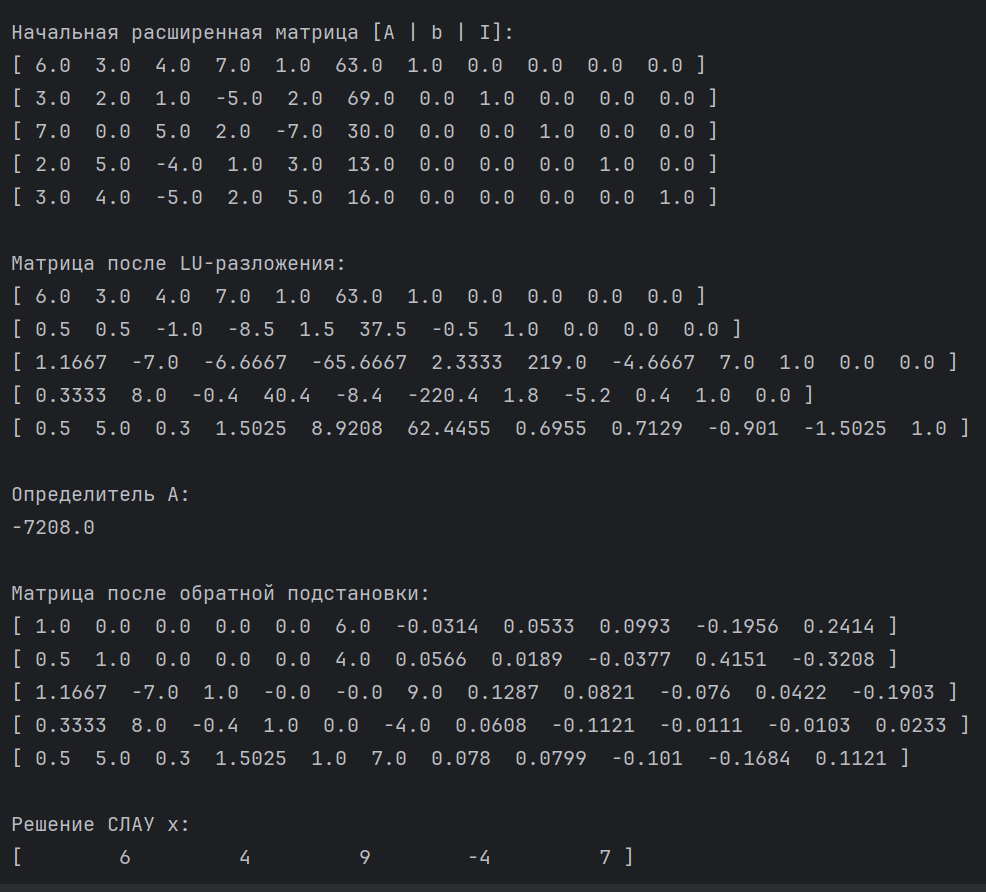 Начальная расширенная матрица [A | b | I]:
[ 6.0  3.0  4.0  7.0  1.0  63.0  1.0  0.0  0.0  0.0  0.0 ]
[ 3.0  2.0  1.0  -5.0  2.0  69.0  0.0  1.0  0.0  0.0  0.0 ]
[ 7.0  0.0  5.0  2.0  -7.0  30.0  0.0  0.0  1.0  0.0  0.0 ]
[ 2.0  5.0  -4.0  1.0  3.0  13.0  0.0  0.0  0.0  1.0  0.0 ]
[ 3.0  4.0  -5.0  2.0  5.0  16.0  0.0  0.0  0.0  0.0  1.0 ]
Матрица после LU-разложения:
[ 6.0  3.0  4.0  7.0  1.0  63.0  1.0  0.0  0.0  0.0  0.0 ]
[ 0.5  0.5  -1.0  -8.5  1.5  37.5  -0.5  1.0  0.0  0.0  0.0 ]
[ 1.1667  -7.0  -6.6667  -65.6667  2.3333  219.0  -4.6667  7.0  1.0  0.0  0.0 ]
[ 0.3333  8.0  -0.4  40.4  -8.4  -220.4  1.8  -5.2  0.4  1.0  0.0 ]
[ 0.5  5.0  0.3  1.5025  8.9208  62.4455  0.6955  0.7129  -0.901  -1.5025  1.0 ]
Определитель A:
-7208.0
Матрица после обратной подстановки:
[ 1.0  0.0  0.0  0.0  0.0  6.0  -0.0314  0.0533  0.0993  -0.1956  0.2414 ]
[ 0.5  1.0  0.0  0.0  0.0  4.0  0.0566  0.0189  -0.0377  0.4151  -0.3208 ]
[ 1.1667  -7.0  1.0  -0.0  -0.0  9.0  0.1287  0.0821  -0.076  0.0422  -0.1903 ]
[ 0.3333  8.0  -0.4  1.0  0.0  -4.0  0.0608  -0.1121  -0.0111  -0.0103  0.0233 ]
[ 0.5  5.0  0.3  1.5025  1.0  7.0  0.078  0.0799  -0.101  -0.1684  0.1121 ]
Решение СЛАУ x:
[        6         4         9        -4         7 ]